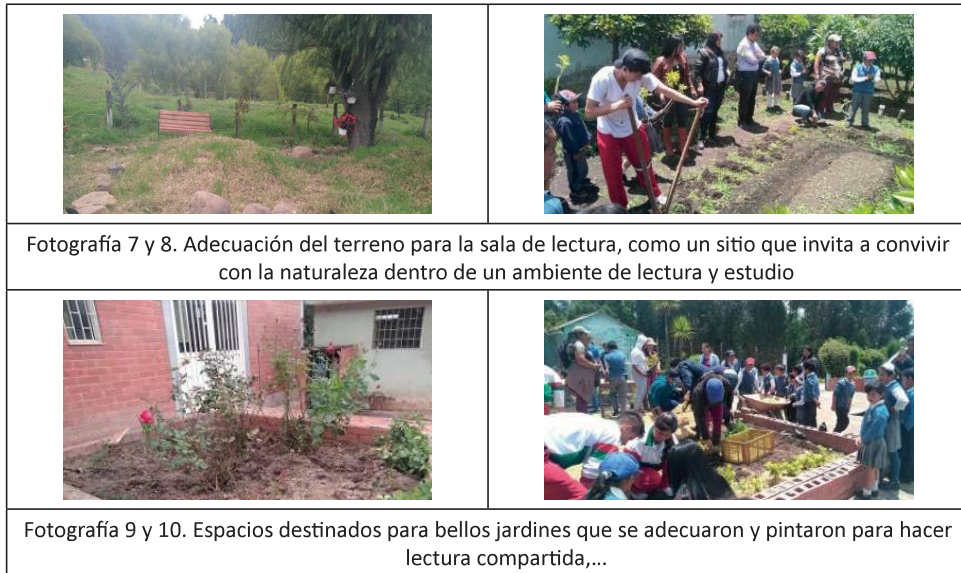 Fotografía 7 y 8. Adecuación del terreno para la sala de lectura, como un sitio que invita a convivir
con la naturaleza dentro de un ambiente de lectura y estudio
Fotografía 9 y 10. Espacios destinados para bellos jardines que se adecuaron y pintaron para hacer
lectura compartida,...